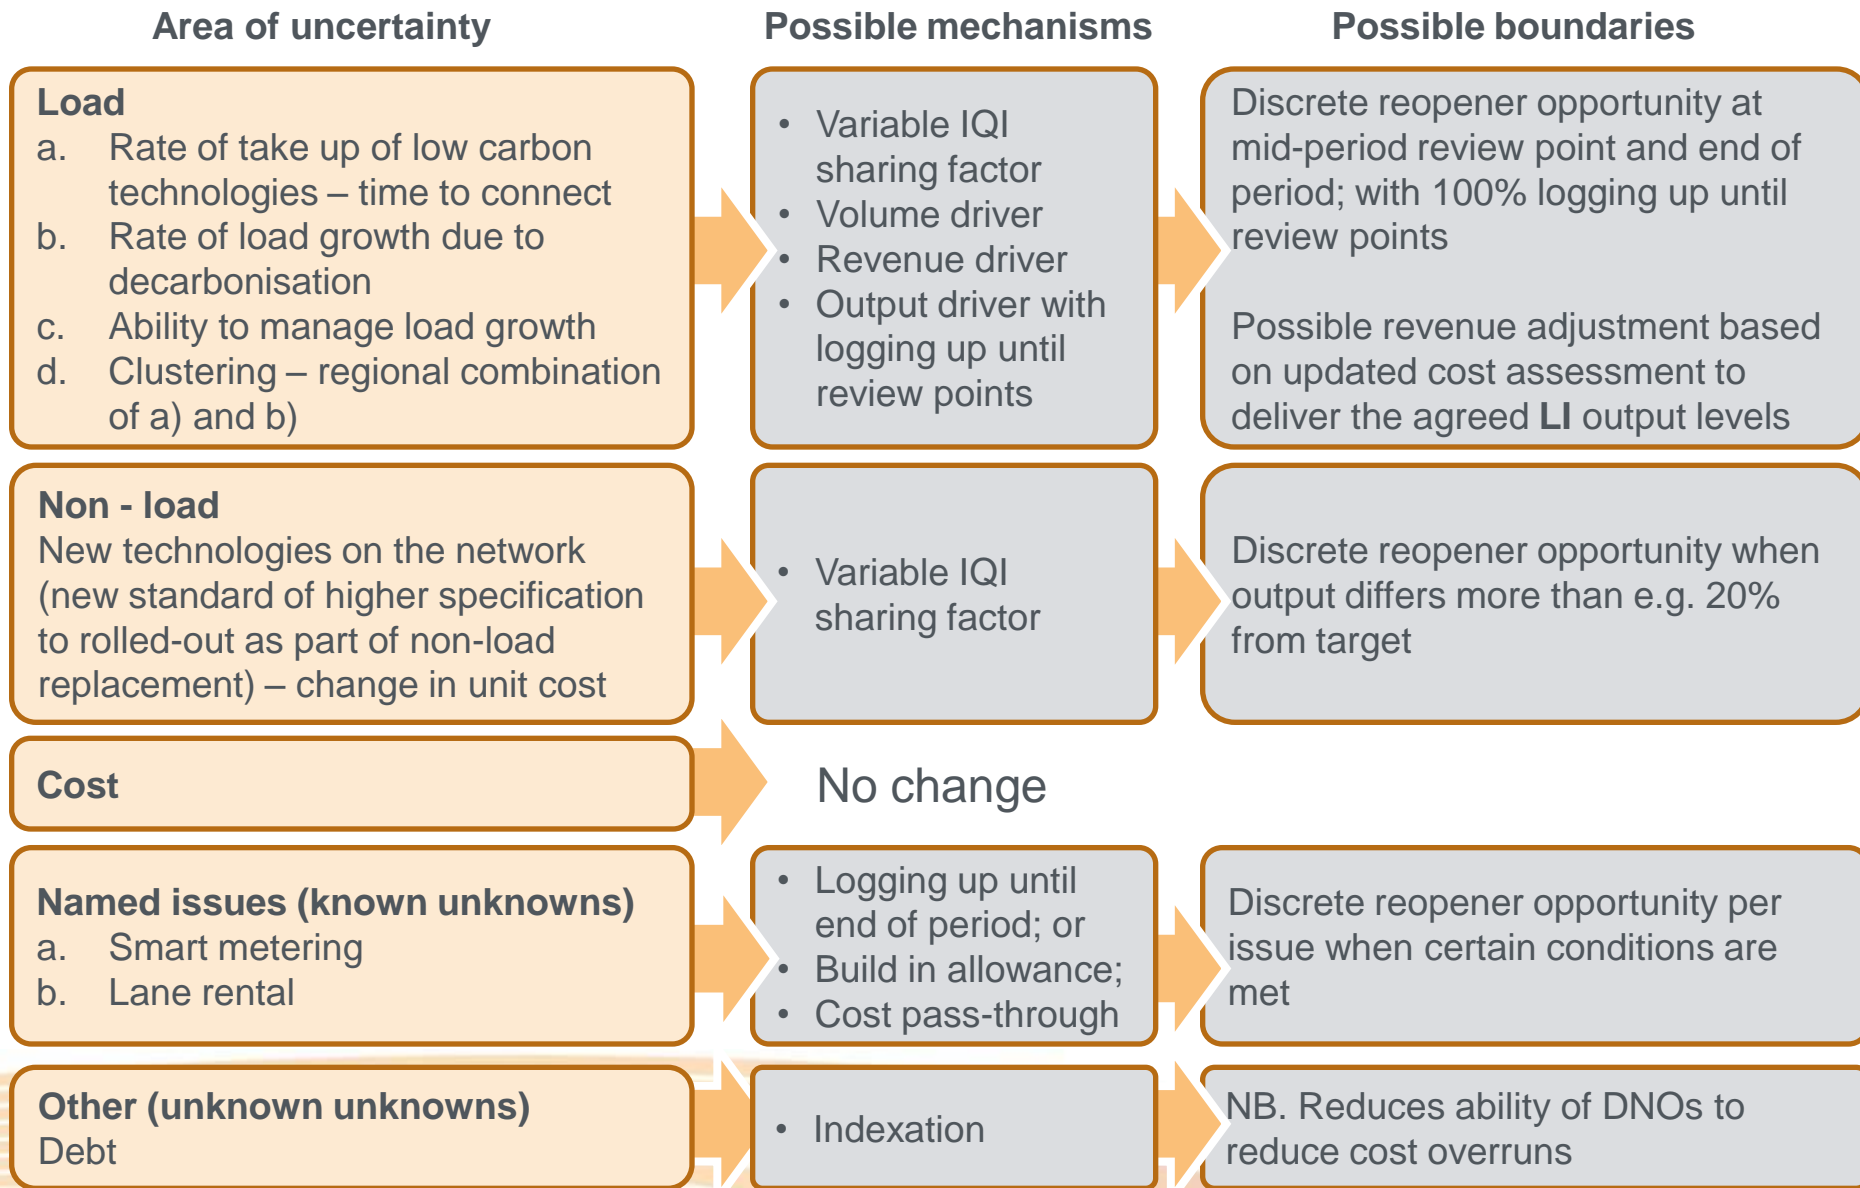 Area of uncertainty
Possible mechanisms
Possible boundaries
Load
a. Rate of take up of low carbon
technologies – time to connect
b. Rate of load growth due to
decarbonisation
c. Ability to manage load growth
d. Clustering – regional combination
of a) and b)
• Variable IQI
sharing factor
• Volume driver
• Revenue driver
• Output driver with
logging up until
review points
Discrete reopener opportunity at
mid-period review point and end of
period; with 100% logging up until
review points
Possible revenue adjustment based
on updated cost assessment to
deliver the agreed LI output levels
Non - load
New technologies on the network
(new standard of higher specification
to rolled-out as part of non-load
replacement) – change in unit cost
• Variable IQI
sharing factor
Discrete reopener opportunity when
output differs more than e.g. 20%
from target
Cost
No change
Named issues (known unknowns)
a. Smart metering
b. Lane rental
• Logging up until
end of period; or
• Build in allowance;
• Cost pass-through
Discrete reopener opportunity per
issue when certain conditions are
met
Other (unknown unknowns)
Debt
• Indexation
NB. Reduces ability of DNOs to
reduce cost overruns